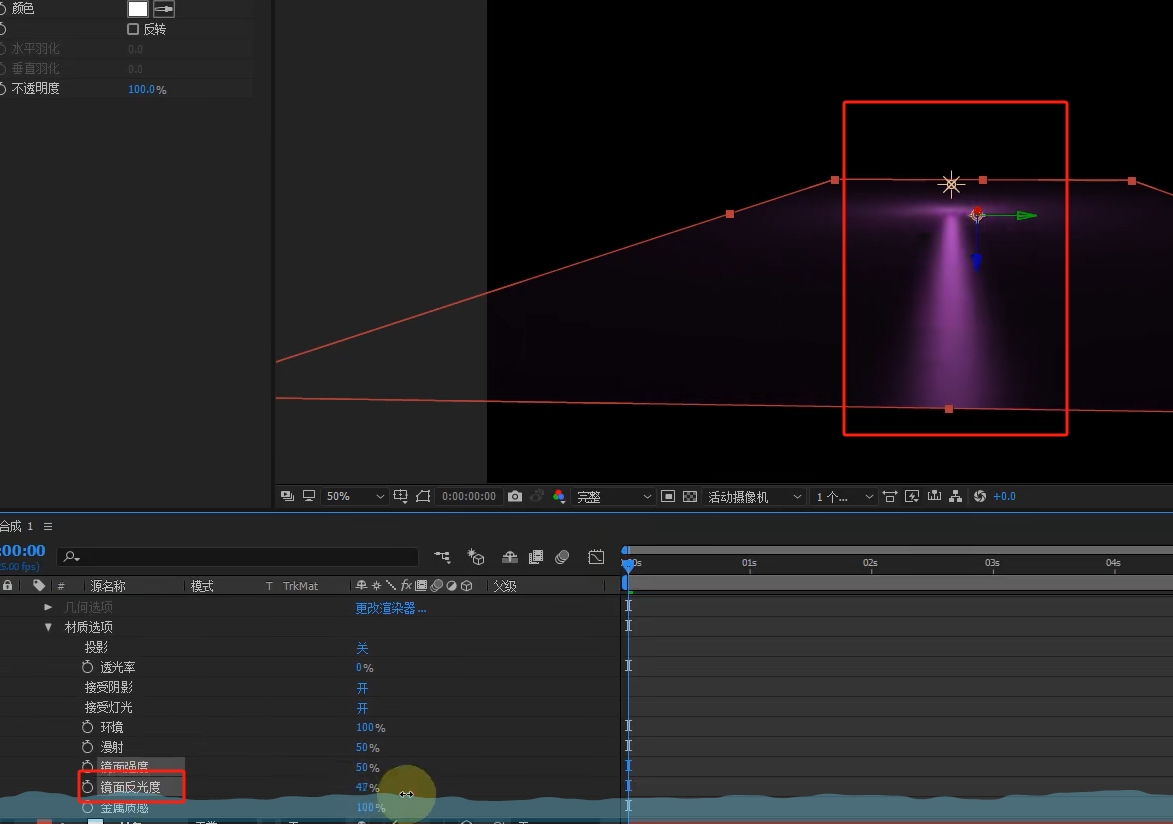 颜色
反转
水平羽化 0.0
垂直羽化 0.0
不透明度 100.0%
50% 0:00:00:00 完整 活动摄像机 1 个... +0.0
合成 1
:00:00
5.00 fps)
01s 02s 03s 04s
# 源名称 模式 T TrkMat fx 父级
几何选项 更改渲染器...
材质选项
投影 关
透光率 0%
接受阴影 开
接受灯光 开
环境 100%
漫射 50%
镜面强度 50%
镜面反光度 47%
金属质感 100%